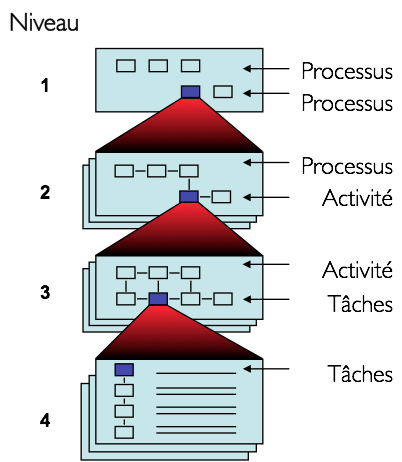 Niveau
1
Processus
Processus
2
Processus
Activité
3
Activité
Tâches
4
Tâches